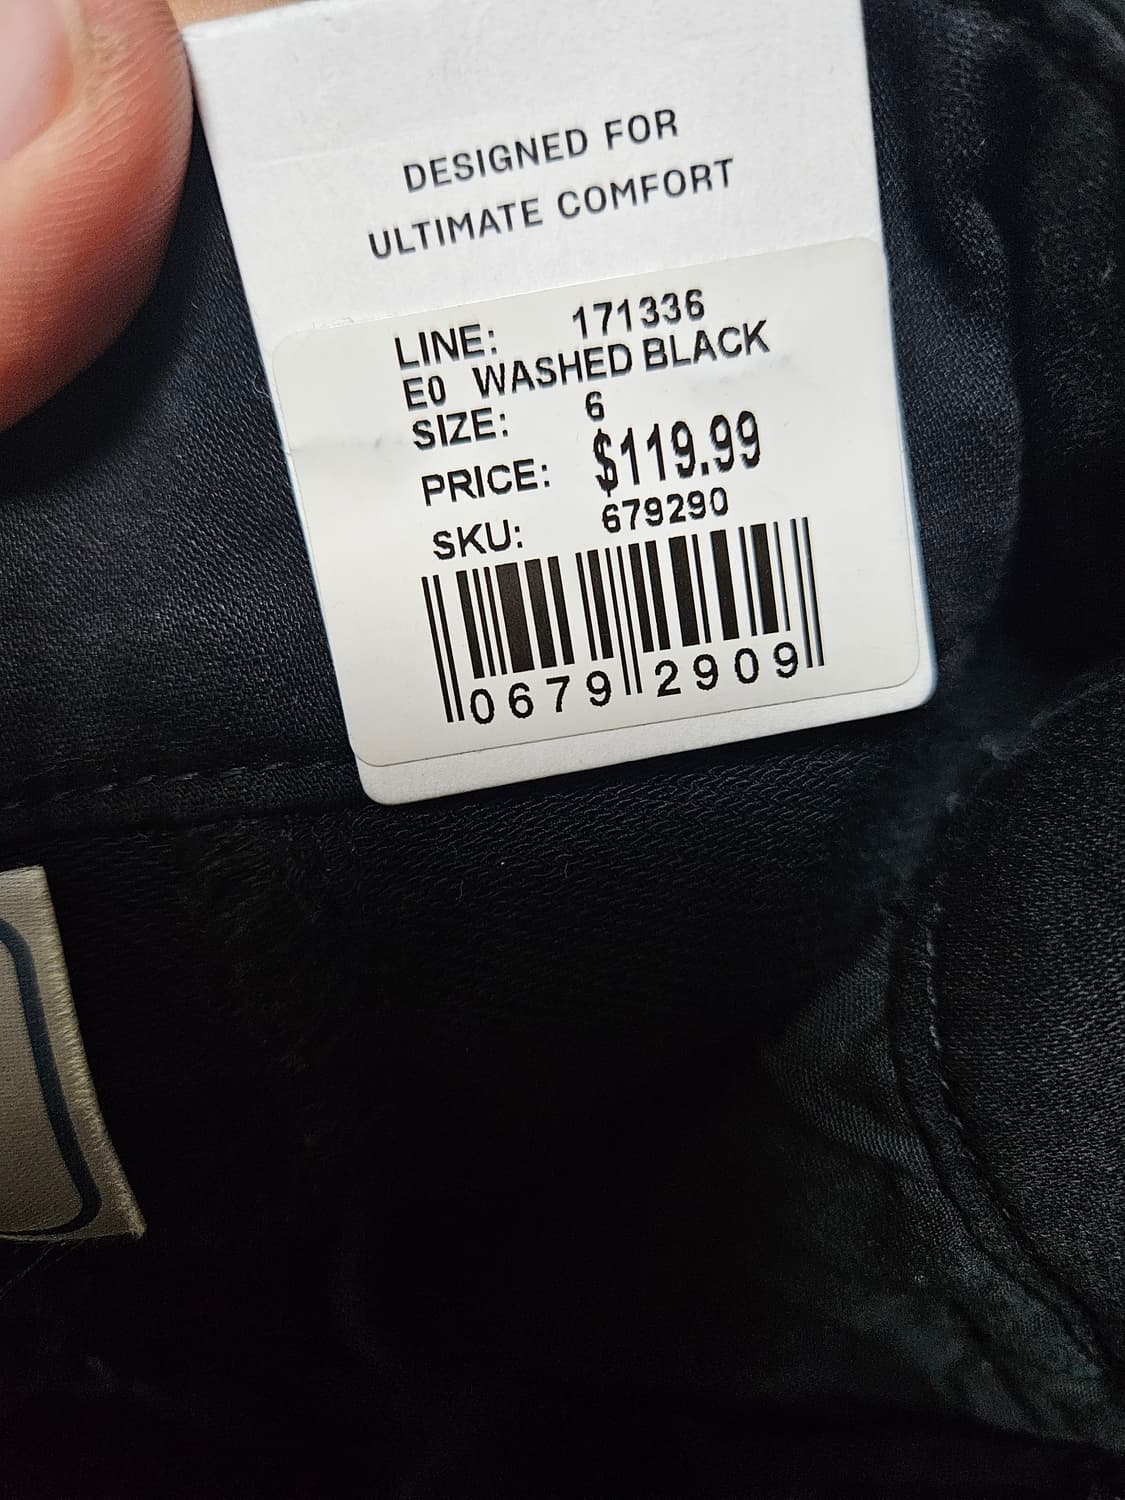 DESIGNED FOR
ULTIMATE COMFORT
LINE: 171336
E0 WASHED BLACK
SIZE: 6
PRICE: $119.99
SKU: 679290
0679 2909